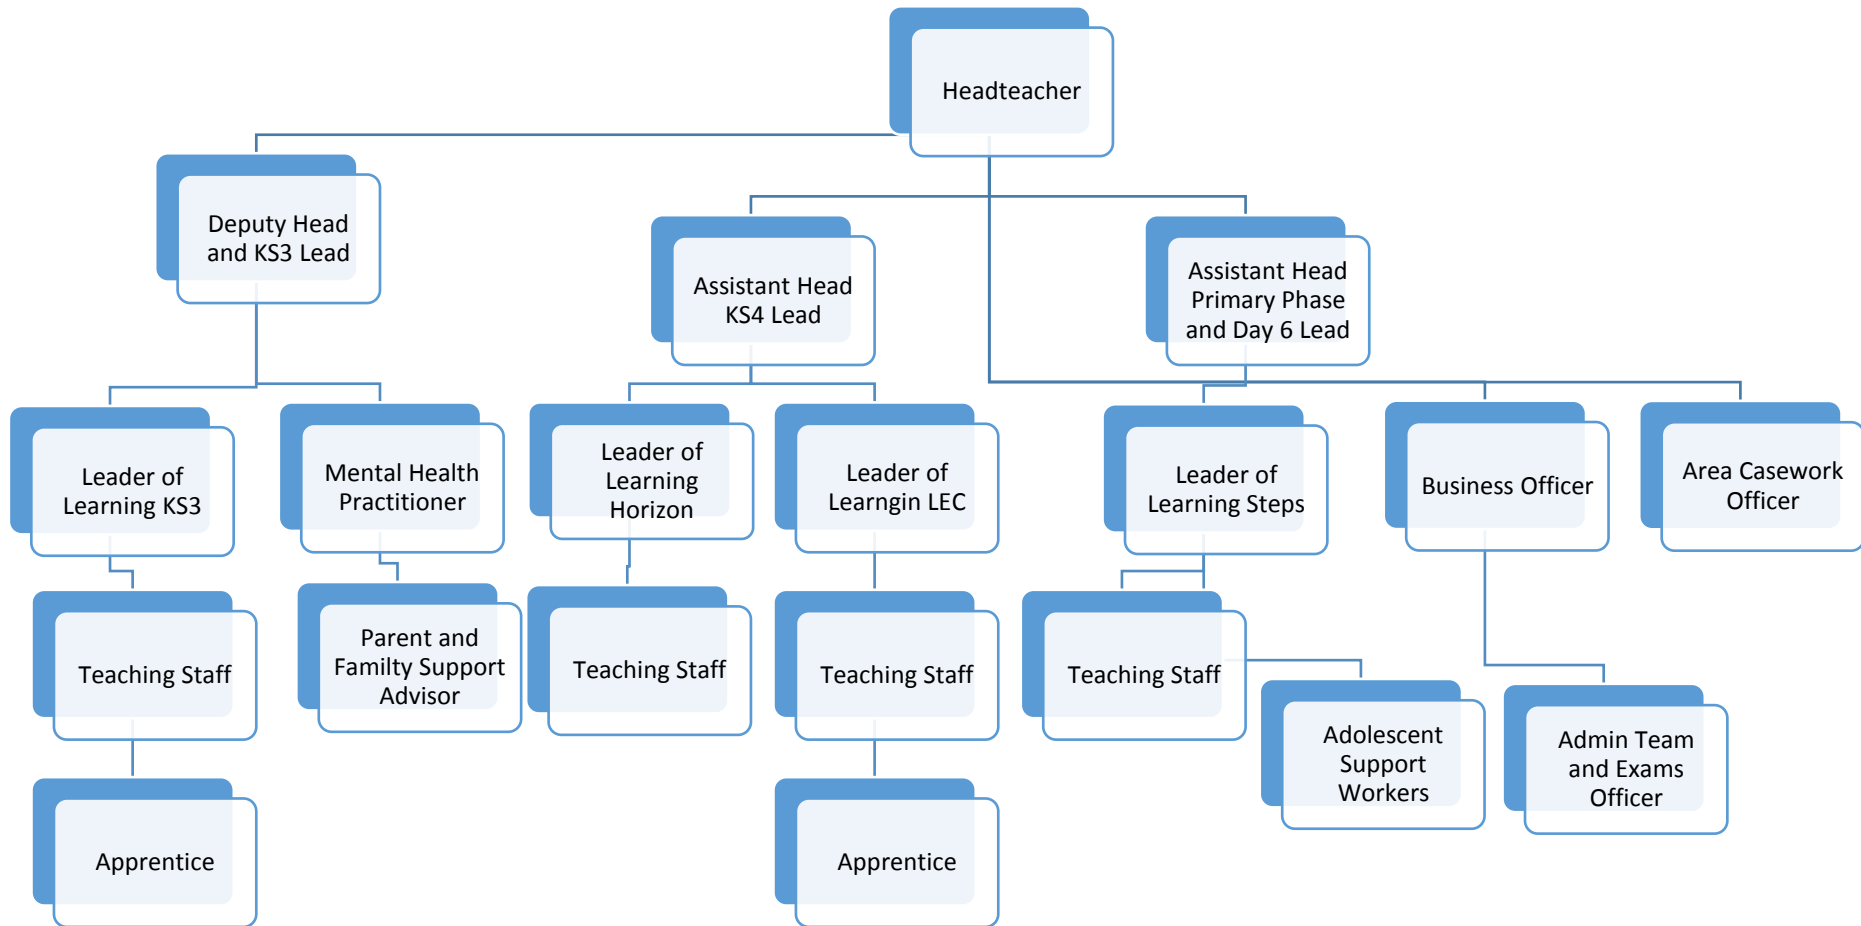 Headteacher
Deputy Head
and KS3 Lead
Assistant Head
KS4 Lead
Assistant Head
Primary Phase
and Day 6 Lead
Leader of
Learning KS3
Mental Health
Practitioner
Leader of
Learning
Horizon
Leader of
Learngin LEC
Leader of
Learning Steps
Business Officer
Area Casework
Officer
Teaching Staff
Parent and
Familty Support
Advisor
Teaching Staff
Teaching Staff
Teaching Staff
Adolescent
Support
Workers
Admin Team
and Exams
Officer
Apprentice
Apprentice